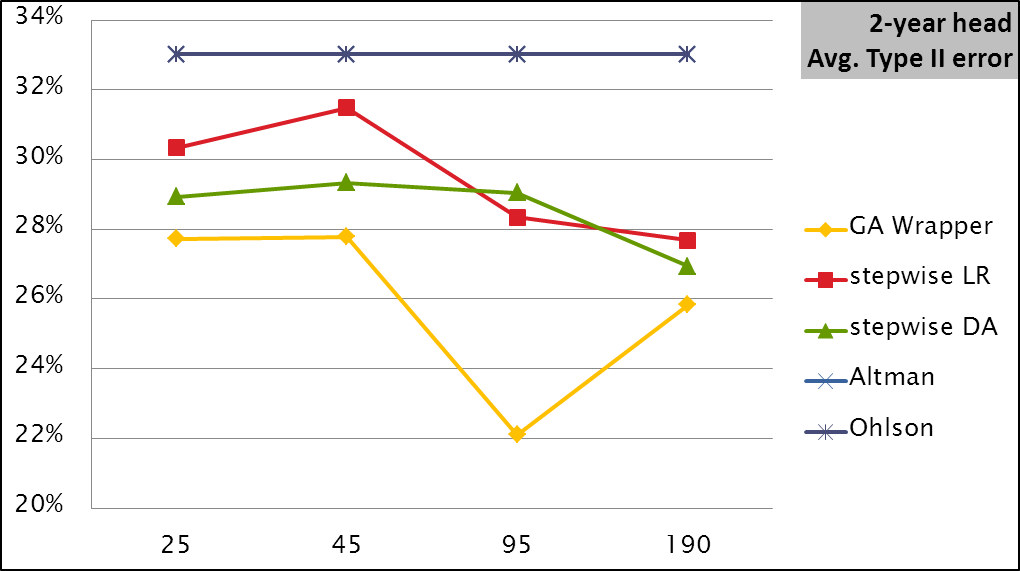 2-year head
Avg. Type II error
34%
32%
30%
28%
26%
24%
22%
20%
25 45 95 190
GA Wrapper
stepwise LR
stepwise DA
Altman
Ohlson